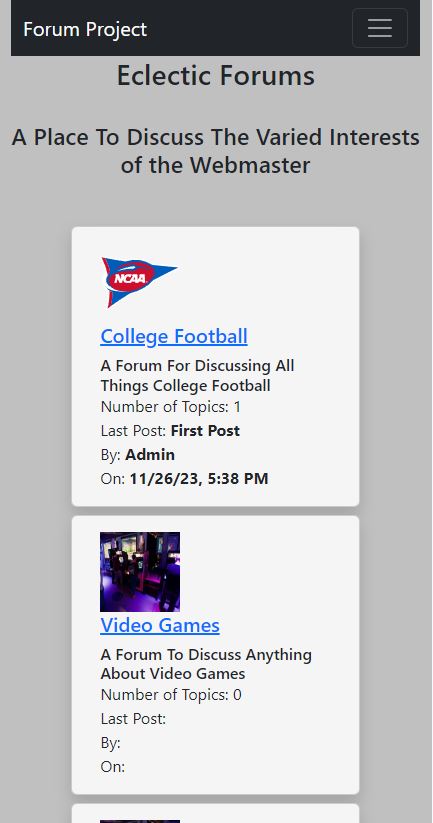 Forum Project
Eclectic Forums
A Place To Discuss The Varied Interests
of the Webmaster
NCAA
College Football
A Forum For Discussing All
Things College Football
Number of Topics: 1
Last Post: First Post
By: Admin
On: 11/26/23, 5:38 PM
Video Games
A Forum To Discuss Anything
About Video Games
Number of Topics: 0
Last Post:
By:
On: